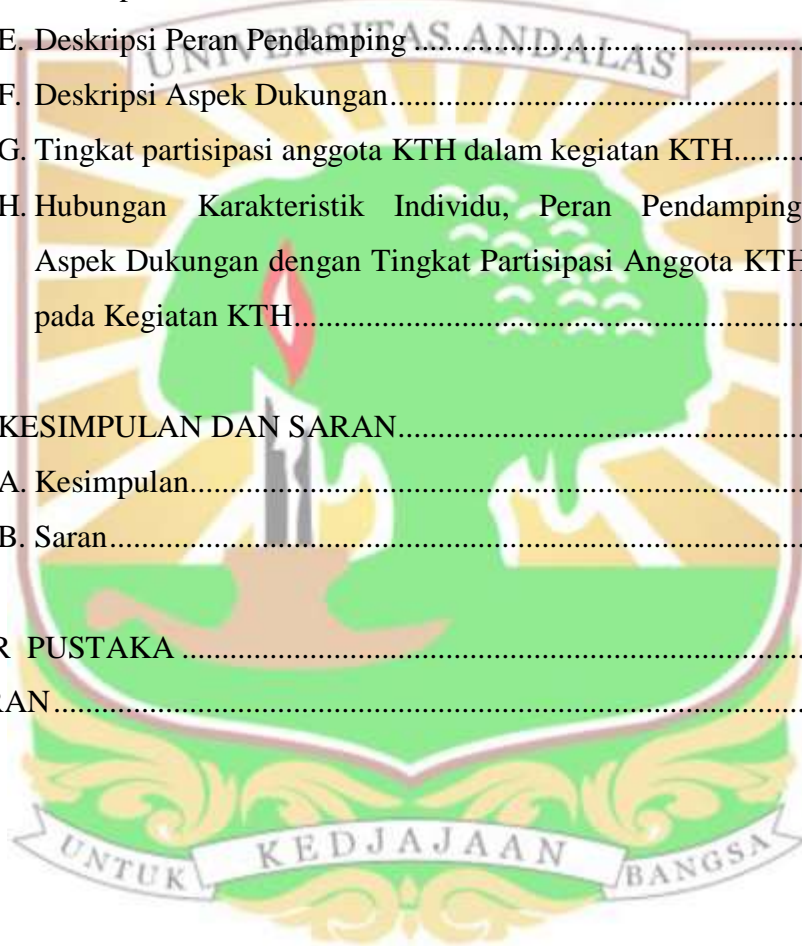 UNIVERSITAS ANDALAS
E. Deskripsi Peran Pendamping
F. Deskripsi Aspek Dukungan
G. Tingkat partisipasi anggota KTH dalam kegiatan KTH
H. Hubungan Karakteristik Individu, Peran Pendamping
Aspek Dukungan dengan Tingkat Partisipasi Anggota KTH
pada Kegiatan KTH
KESIMPULAN DAN SARAN
A. Kesimpulan
B. Saran
R PUSTAKA
RAN
UNTUK KEDJAJAAN BANGSA